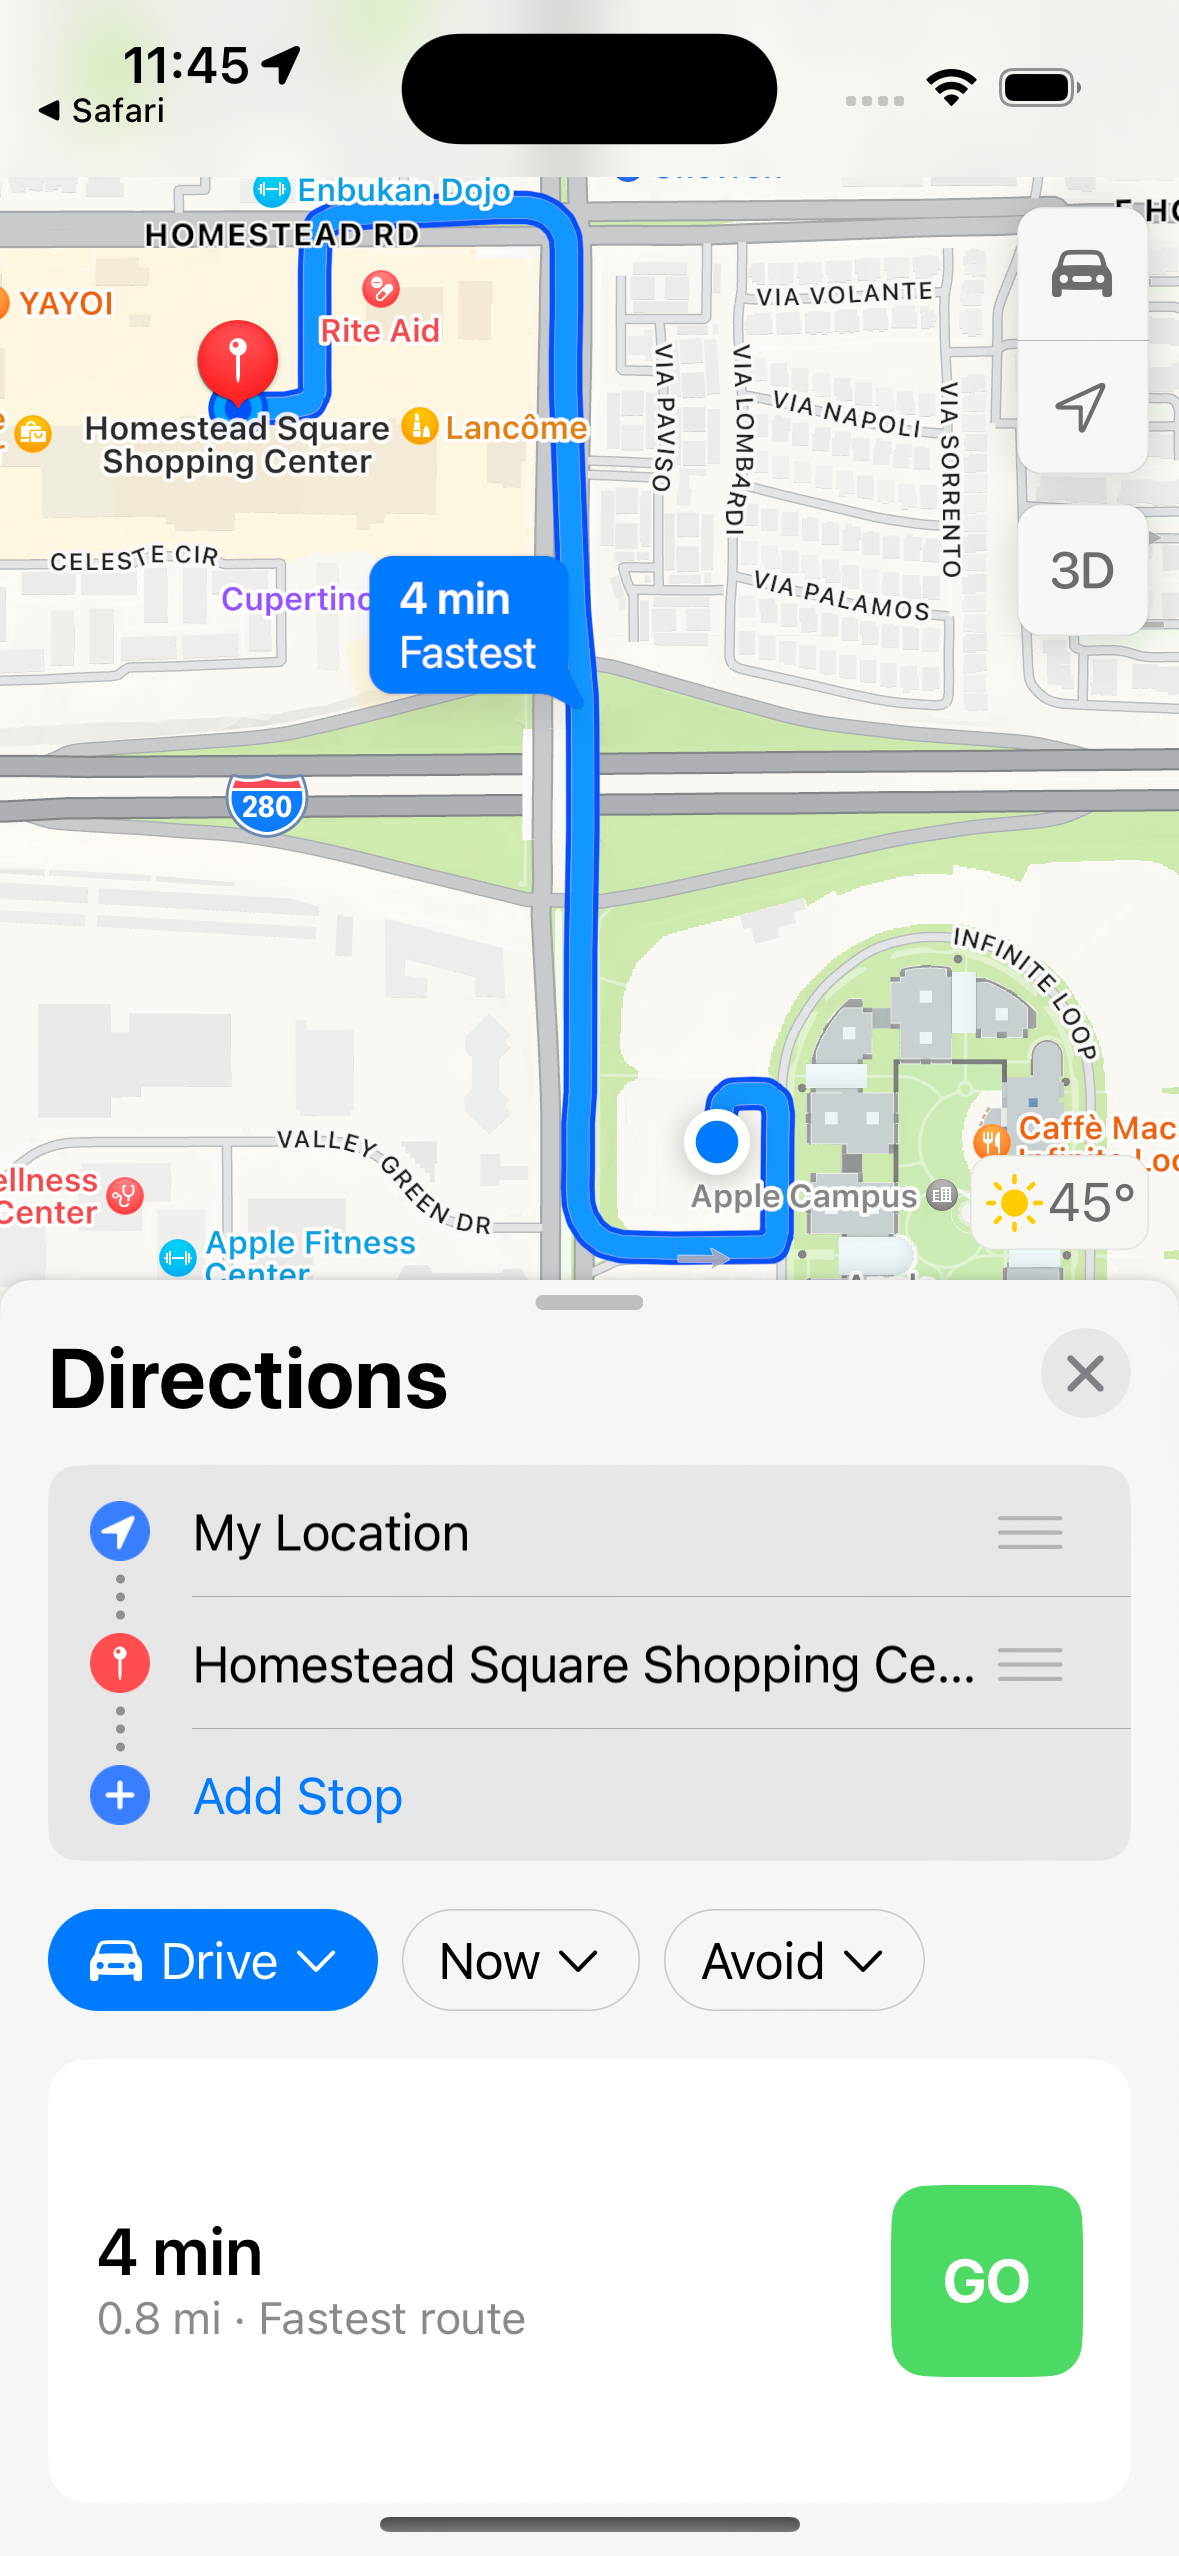 11:45
Safari
Enbukan Dojo
HOMESTEAD RD
YAYOI
Rite Aid
VIA VOLANTE
VIA PAVISO
VIA LOMBARDI
VIA NAPOLI
VIA SORRENTO
Homestead Square
Shopping Center
Lancôme
3D
CELESTE CIR
Cupertino
4 min
Fastest
VIA PALAMOS
280
INFINITE LOOP
VALLEY GREEN DR
Caffè Mac
Apple Campus
45°
Center
Apple Fitness
Center
Directions
My Location
Homestead Square Shopping Ce...
Add Stop
Drive
Now
Avoid
4 min
0.8 mi · Fastest route
GO